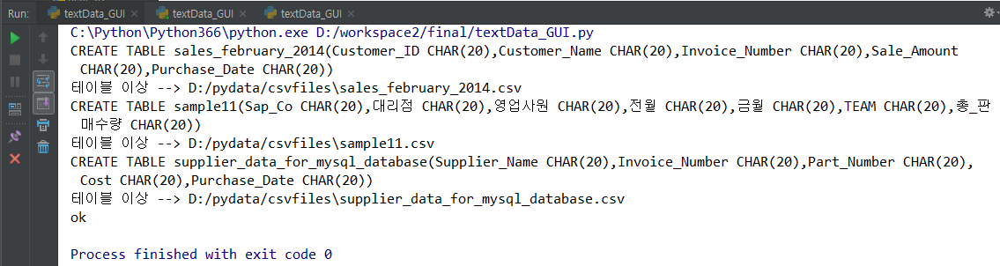 Run: textData_GUI × textData_GUI × textData_GUI ×
C:\Python\Python366\python.exe D:/workspace2/final/textData_GUI.py
CREATE TABLE sales_february_2014(Customer_ID CHAR(20),Customer_Name CHAR(20),Invoice_Number CHAR(20),Sale_Amount
CHAR(20),Purchase_Date CHAR(20))
테이블 이상 --> D:/pydata/csvfiles\sales_february_2014.csv
CREATE TABLE sample11(Sap_Co CHAR(20),대리점 CHAR(20),영업사원 CHAR(20),전월 CHAR(20),금월 CHAR(20),TEAM CHAR(20),총_판
매수량 CHAR(20))
테이블 이상 --> D:/pydata/csvfiles\sample11.csv
CREATE TABLE supplier_data_for_mysql_database(Supplier_Name CHAR(20),Invoice_Number CHAR(20),Part_Number CHAR(20),
Cost CHAR(20),Purchase_Date CHAR(20))
테이블 이상 --> D:/pydata/csvfiles\supplier_data_for_mysql_database.csv
ok
Process finished with exit code 0